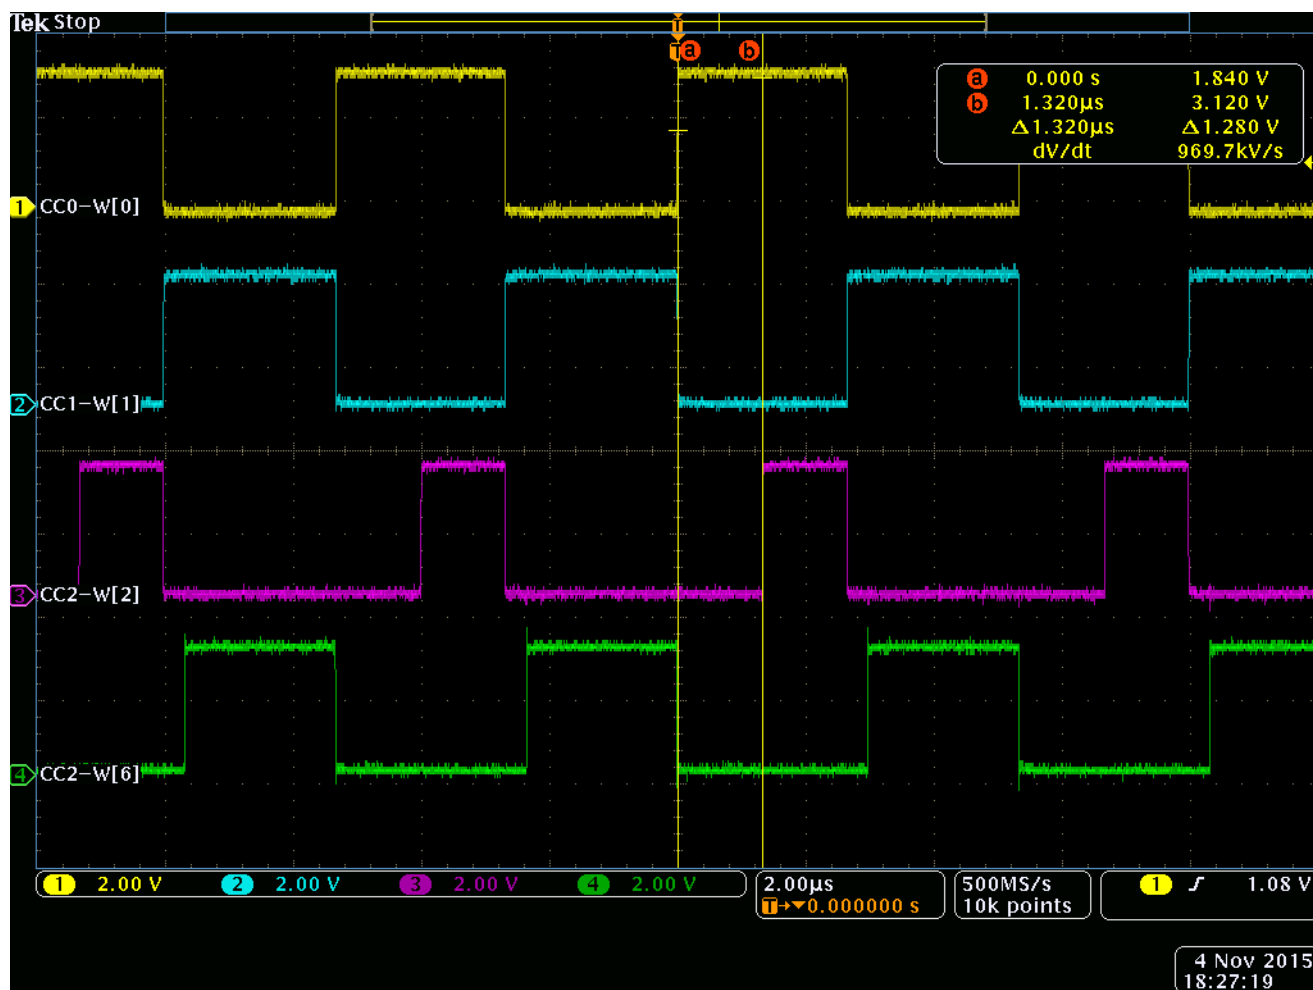 Tek Stop
T
T a b
a 0.000 s 1.840 V
b 1.320µs 3.120 V
Δ1.320µs Δ1.280 V
dV/dt 969.7kV/s
1 CC0-W[0]
2 CC1-W[1]
3 CC2-W[2]
4 CC2-W[6]
1 2.00 V 2 2.00 V 3 2.00 V 4 2.00 V
2.00µs
T→▼0.000000 s
500MS/s
10k points
1 1.08 V
4 Nov 2015
18:27:19